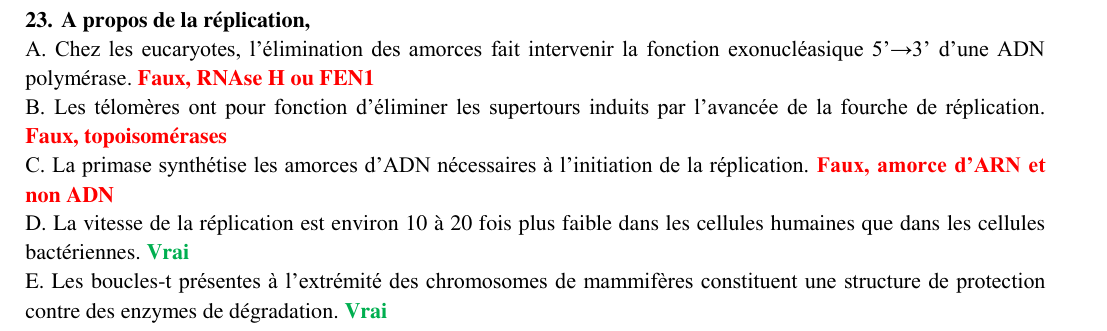 23. A propos de la réplication,
A. Chez les eucaryotes, l’élimination des amorces fait intervenir la fonction exonucléasique 5’→3’ d’une ADN
polymérase. Faux, RNAse H ou FEN1
B. Les télomères ont pour fonction d’éliminer les supertours induits par l’avancée de la fourche de réplication.
Faux, topoisomérases
C. La primase synthétise les amorces d’ADN nécessaires à l’initiation de la réplication. Faux, amorce d’ARN et
non ADN
D. La vitesse de la réplication est environ 10 à 20 fois plus faible dans les cellules humaines que dans les cellules
bactériennes. Vrai
E. Les boucles-t présentes à l’extrémité des chromosomes de mammifères constituent une structure de protection
contre des enzymes de dégradation. Vrai